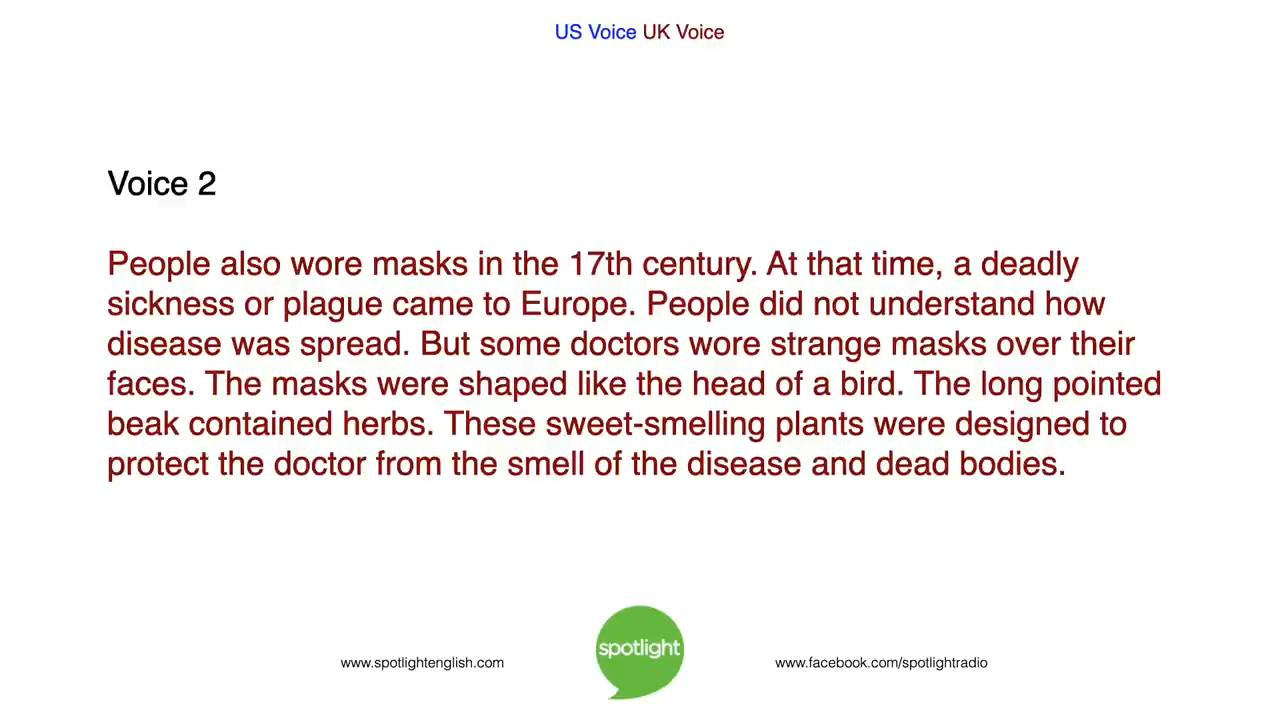 US Voice UK Voice
Voice 2
People also wore masks in the 17th century. At that time, a deadly
sickness or plague came to Europe. People did not understand how
disease was spread. But some doctors wore strange masks over their
faces. The masks were shaped like the head of a bird. The long pointed
beak contained herbs. These sweet-smelling plants were designed to
protect the doctor from the smell of the disease and dead bodies.
www.spotlightenglish.com
spotlight
www.facebook.com/spotlightradio